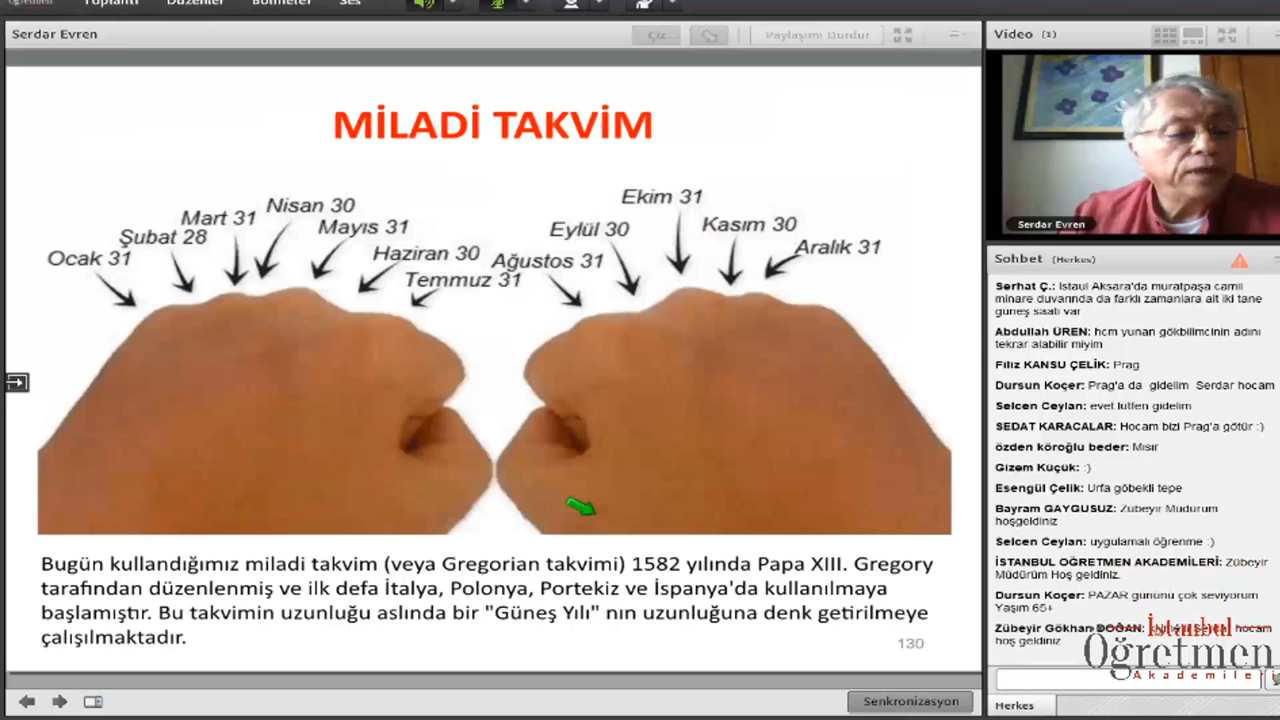 Öğretmen
Toplantı
Düzenler
Bölmeler
Ses
Serdar Evren
Çiz
Paylaşımı Durdur
MİLADİ TAKVİM
Ocak 31
Şubat 28
Mart 31
Nisan 30
Mayıs 31
Haziran 30
Temmuz 31
Ağustos 31
Eylül 30
Ekim 31
Kasım 30
Aralık 31
Bugün kullandığımız miladi takvim (veya Gregorian takvimi) 1582 yılında Papa XIII. Gregory
tarafından düzenlenmiş ve ilk defa İtalya, Polonya, Portekiz ve İspanya'da kullanılmaya
başlamıştır. Bu takvimin uzunluğu aslında bir "Güneş Yılı" nın uzunluğuna denk getirilmeye
çalışılmaktadır.
130
Senkronizasyon
Video (1)
Serdar Evren
Sohbet (Herkes)
Serhat Ç.: İstaul Aksara'da muratpaşa camii
minare duvarında da farklı zamanlara ait iki tane
güneş saati var
Abdullah ÜREN: hcm yunan gökbilimcinin adını
tekrar alabilir miyim
Filiz KANSU ÇELİK: Prag
Dursun Koçer: Prag'a da gidelim Serdar hocam
Selcen Ceylan: evet lütfen gidelim
SEDAT KARACALAR: Hocam bizi Prag'a götür :)
özden köroğlu beder: Mısır
Gizem Küçük: :)
Esengül Çelik: Urfa göbekli tepe
Bayram GAYGUSUZ: Zübeyir Müdürüm
hoşgeldiniz
Selcen Ceylan: uygulamalı öğrenme :)
İSTANBUL ÖĞRETMEN AKADEMİLERİ: Zübeyir
Müdürüm Hoş geldiniz.
Dursun Koçer: PAZAR gününü çok seviyorum
Yaşım 65+
Zübeyir Gökhan DOĞAN: hocam
hoş geldiniz
İstanbul
Öğretmen
Akademileri
Herkes